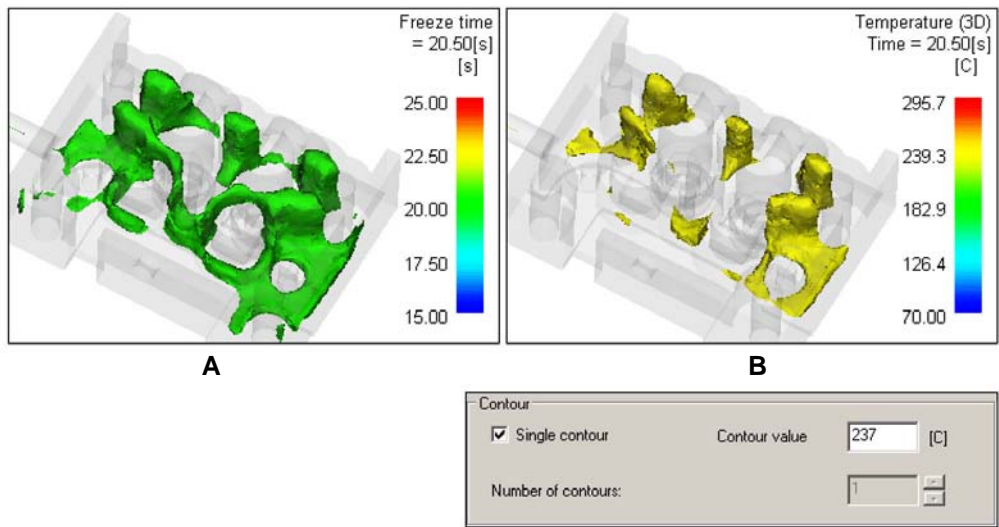 Freeze time
= 20.50[s]
[s]
25.00
22.50
20.00
17.50
15.00
A
Temperature (3D)
Time = 20.50[s]
[C]
295.7
239.3
182.9
126.4
70.00
B
Contour
Single contour
Contour value
237
[C]
Number of contours:
1